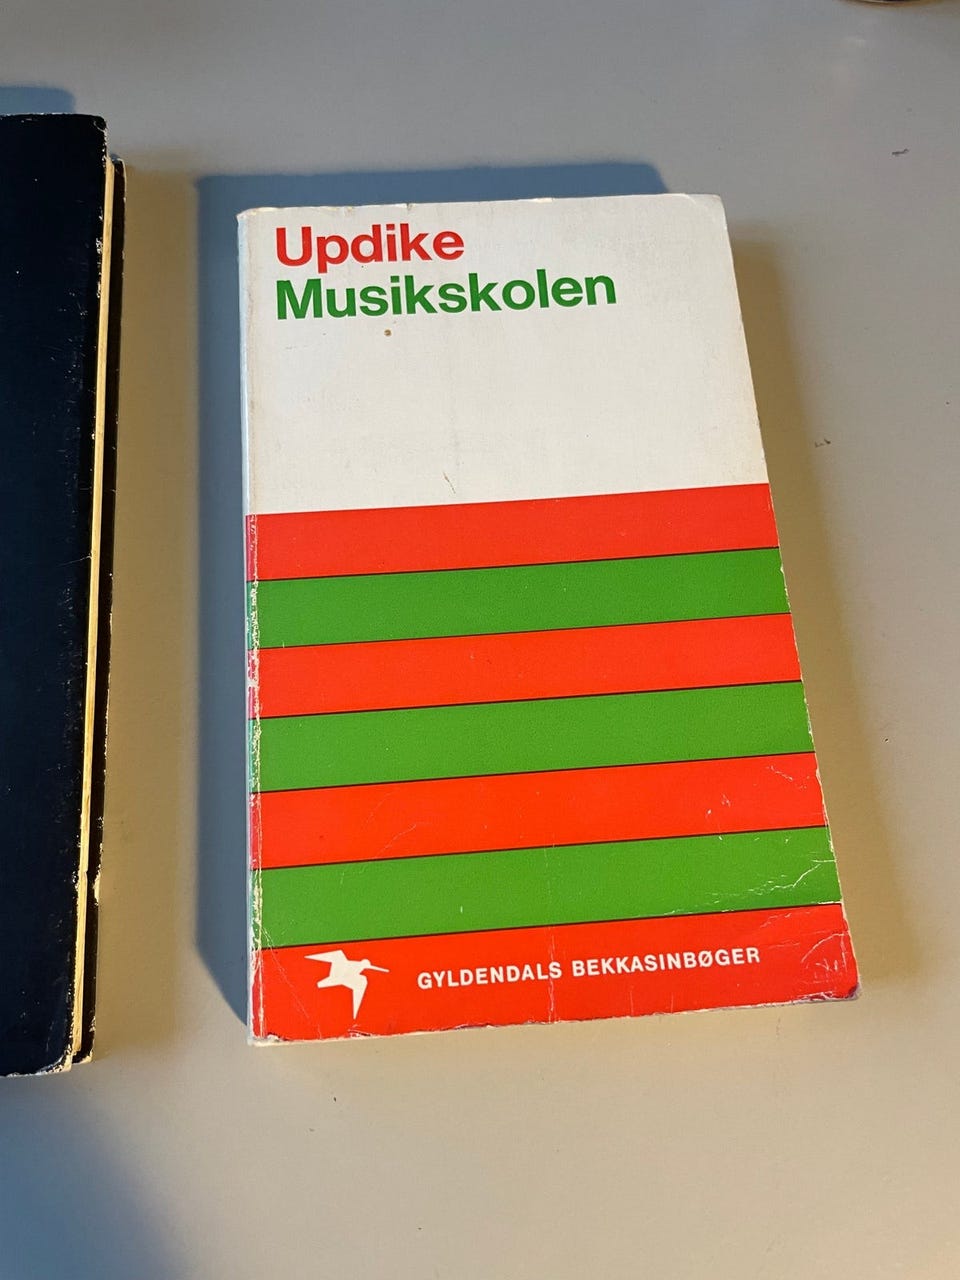 Updike
Musikskolen
GYLDENDALS BEKKASINBØGER